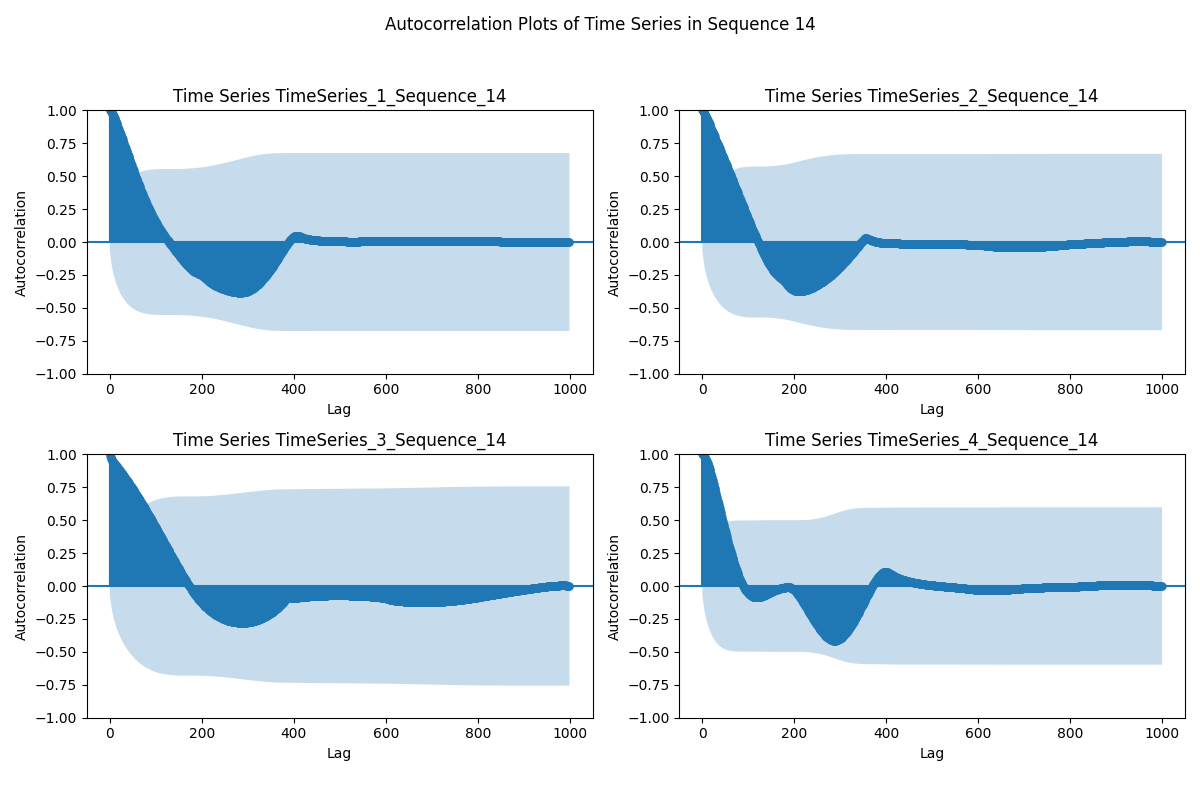 Autocorrelation Plots of Time Series in Sequence 14
Time Series TimeSeries_1_Sequence_14
1.00
0.75
0.50
0.25
0.00
−0.25
−0.50
−0.75
−1.00
Autocorrelation
0 200 400 600 800 1000
Lag
Time Series TimeSeries_2_Sequence_14
1.00
0.75
0.50
0.25
0.00
−0.25
−0.50
−0.75
−1.00
Autocorrelation
0 200 400 600 800 1000
Lag
Time Series TimeSeries_3_Sequence_14
1.00
0.75
0.50
0.25
0.00
−0.25
−0.50
−0.75
−1.00
Autocorrelation
0 200 400 600 800 1000
Lag
Time Series TimeSeries_4_Sequence_14
1.00
0.75
0.50
0.25
0.00
−0.25
−0.50
−0.75
−1.00
Autocorrelation
0 200 400 600 800 1000
Lag